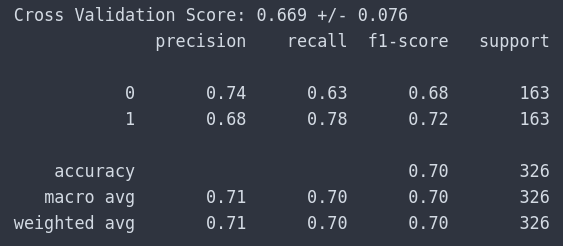 Cross Validation Score: 0.669 +/- 0.076
precision recall f1-score support
0 0.74 0.63 0.68 163
1 0.68 0.78 0.72 163
accuracy 0.70 326
macro avg 0.71 0.70 0.70 326
weighted avg 0.71 0.70 0.70 326